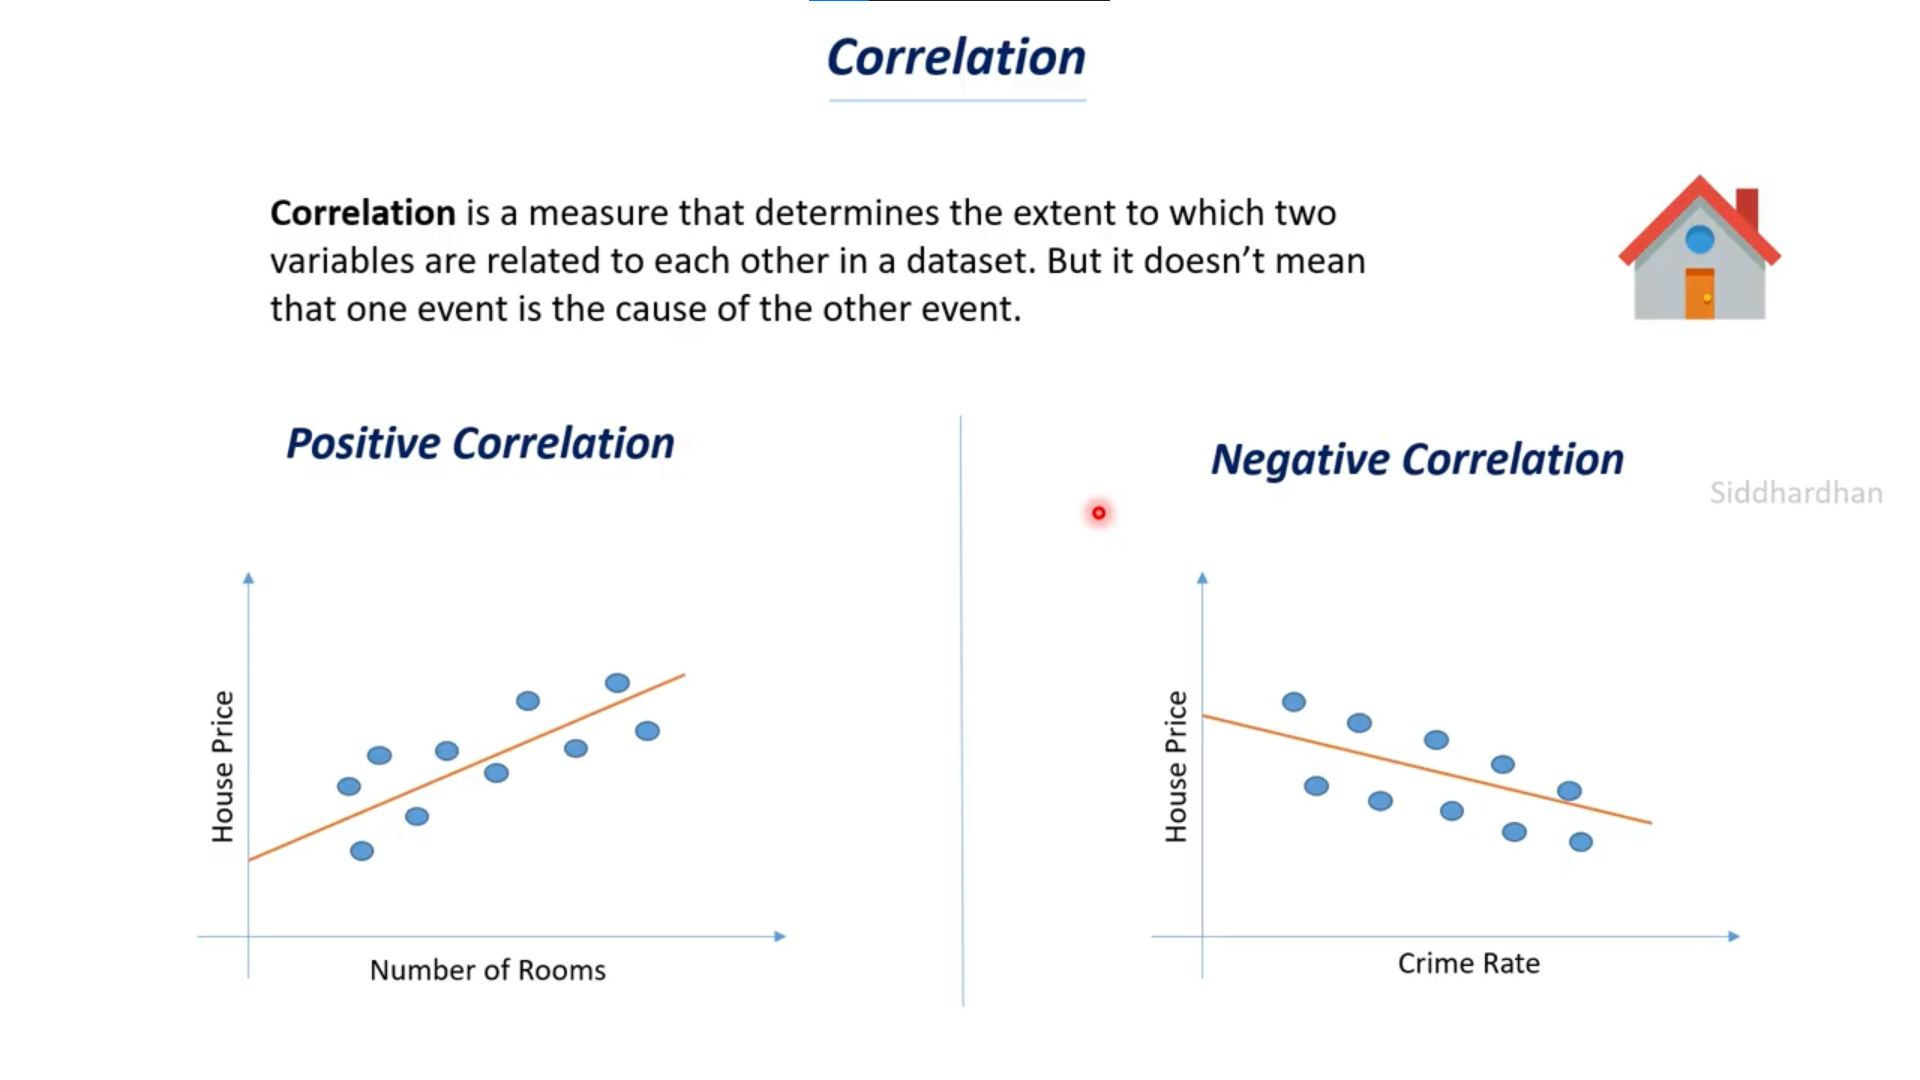 Correlation
Correlation is a measure that determines the extent to which two
variables are related to each other in a dataset. But it doesn’t mean
that one event is the cause of the other event.
Positive Correlation
Negative Correlation
Siddhardhan
House Price
Number of Rooms
House Price
Crime Rate